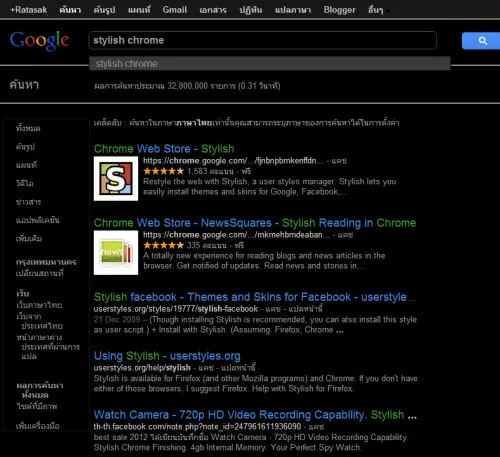 +Ratasak ค้นหา ค้นรูป แผนที่ Gmail เอกสาร ปฏิทิน แปลภาษา Blogger อื่นๆ
Google
stylish chrome
stylish chrome
ค้นหา
ผลการค้นหาประมาณ 32,800,000 รายการ (0.31 วินาที)
ทั้งหมด
ค้นรูป
แผนที่
วิดีโอ
ข่าวสาร
แอปพลิเคชัน
เพิ่มเติม
กรุงเทพมหานคร
เปลี่ยนสถานที่
เว็บ
เว็บภาษาไทย
เว็บจาก
ประเทศไทย
หน้าภาษาต่าง
ประเทศที่ผ่านการ
แปล
ผลการค้นหา
ทั้งหมด
ไซต์ที่มีภาพ
เพิ่มเครื่องมือ
เคล็ดลับ : ค้นหาในภาษาภาษาไทยเท่านั้นคุณสามารถระบุภาษาของการค้นหาได้ในการตั้งค่า
Chrome Web Store - Stylish
S
https://chrome.google.com/.../fjnbnpbmkenffdn... - แคช
1,583 คะแนน - ฟรี
Restyle the web with Stylish, a user styles manager. Stylish lets you
easily install themes and skins for Google, Facebook,...
Chrome Web Store - NewsSquares - Stylish Reading in Chrome
news
https://chrome.google.com/.../mkmehbmdeaban... - แคช
335 คะแนน - ฟรี
A totally new experience for reading blogs and news articles in the
browser. Get notified of updates. Read news and stories in...
Stylish facebook - Themes and Skins for Facebook - userstyle...
userstyles.org/styles/19777/stylish-facebook - แคช - แปลหน้านี้
21 Dec 2009 – (Though installing Stylish is recommended, you can also install this style
as user script.) + Install with Stylish. (Assuming. Firefox, Chrome ...
Using Stylish - userstyles.org
userstyles.org/help/stylish - แคช - แปลหน้านี้
Stylish is available for Firefox (and other Mozilla programs) and Chrome. If you don't have
either of those browsers, I suggest Firefox. Help with Stylish for Firefox.
Watch Camera - 720p HD Video Recording Capability. Stylish ...
th-th.facebook.com/note.php?note_id=247961611936090 - แคช
best sale 2012 ได้เขียนบันทึกชื่อ Watch Camera - 720p HD Video Recording Capability.
Stylish Chrome Finishing. 4gb Internal Memory. Your Perfect Spy Watch.